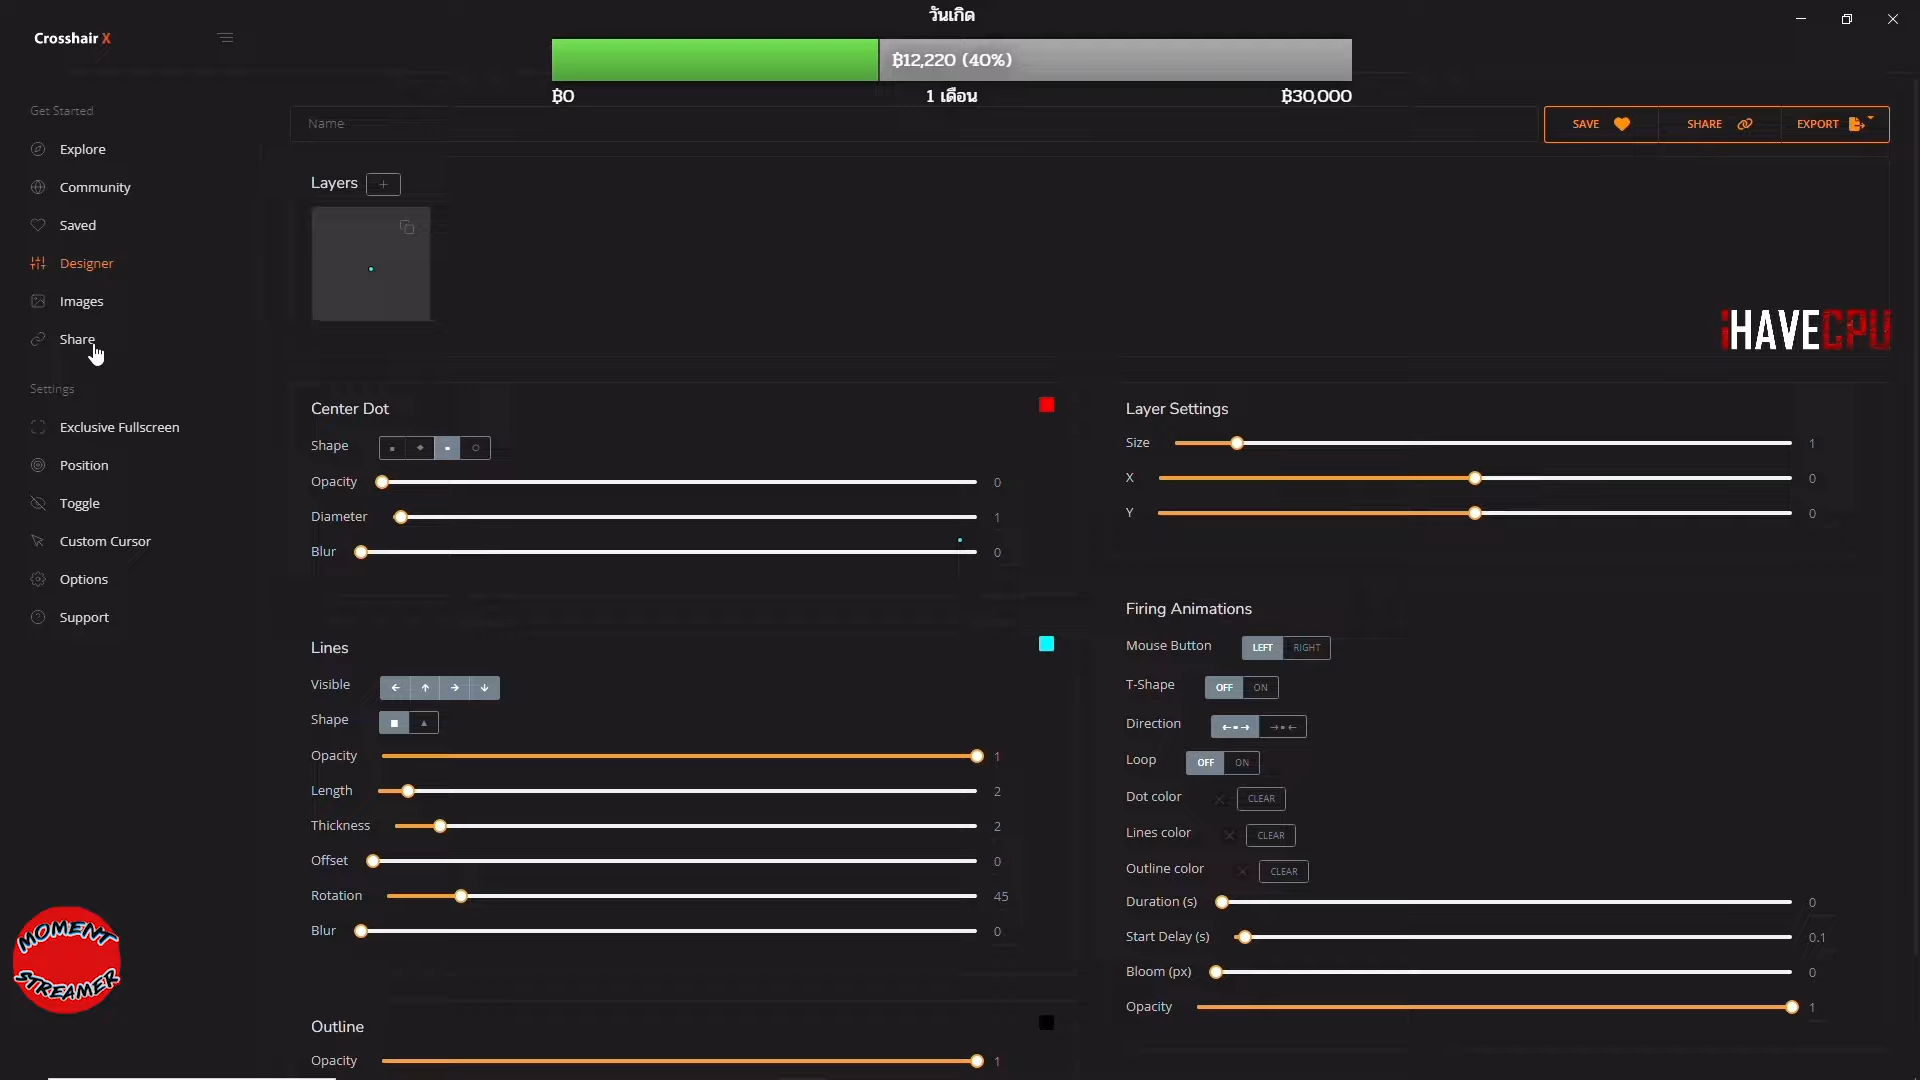 วันเกิด
Crosshair X
฿12,220 (40%)
฿0
1 เดือน
฿30,000
Get Started
Explore
Community
Saved
Designer
Images
Share
Settings
Exclusive Fullscreen
Position
Toggle
Custom Cursor
Options
Support
Name
SAVE
SHARE
EXPORT
Layers
+
iHAVECPU
Center Dot
Shape
Opacity 0
Diameter 1
Blur 0
Lines
Visible
Shape
Opacity 1
Length 2
Thickness 2
Offset 0
Rotation 45
Blur 0
Outline
Opacity 1
Layer Settings
Size 1
X 0
Y 0
Firing Animations
Mouse Button LEFT RIGHT
T-Shape OFF ON
Direction
Loop OFF ON
Dot color CLEAR
Lines color CLEAR
Outline color CLEAR
Duration (s) 0
Start Delay (s) 0.1
Bloom (px) 0
Opacity 1
MOMENT
STREAMER